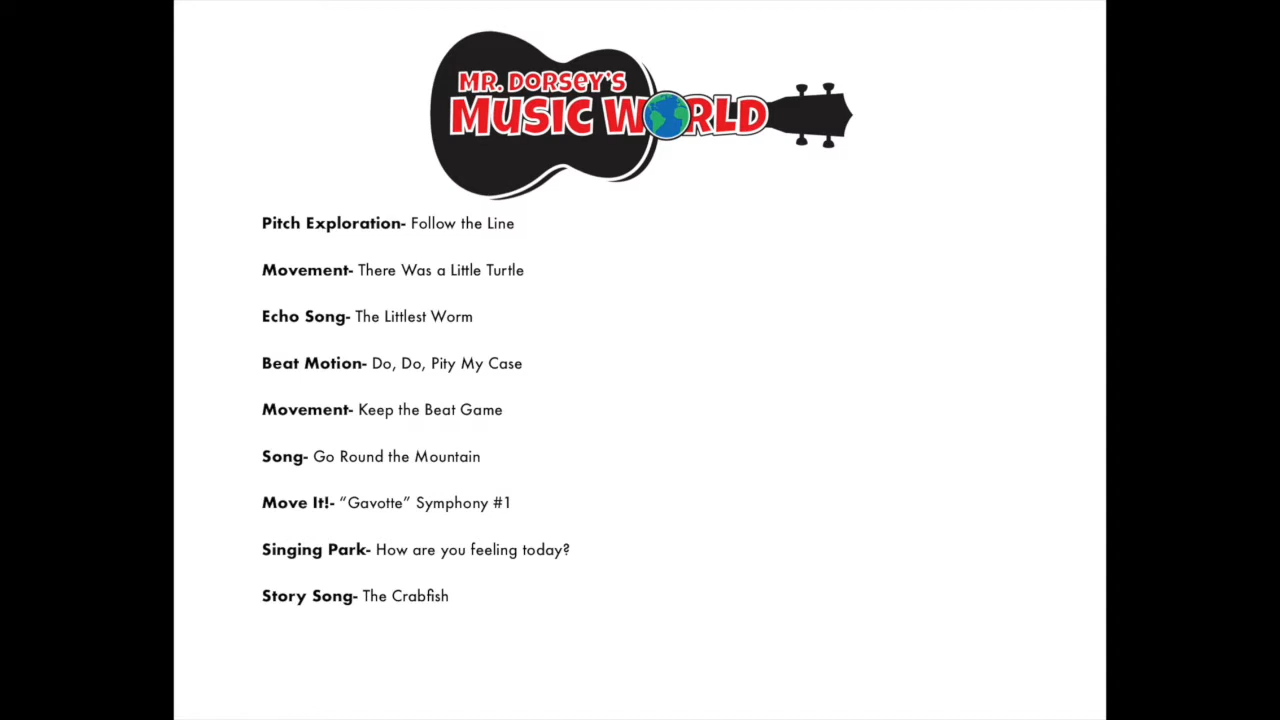 MR. DORSEY'S
MUSIC WORLD
Pitch Exploration- Follow the Line
Movement- There Was a Little Turtle
Echo Song- The Littlest Worm
Beat Motion- Do, Do, Pity My Case
Movement- Keep the Beat Game
Song- Go Round the Mountain
Move It!- “Gavotte” Symphony #1
Singing Park- How are you feeling today?
Story Song- The Crabfish